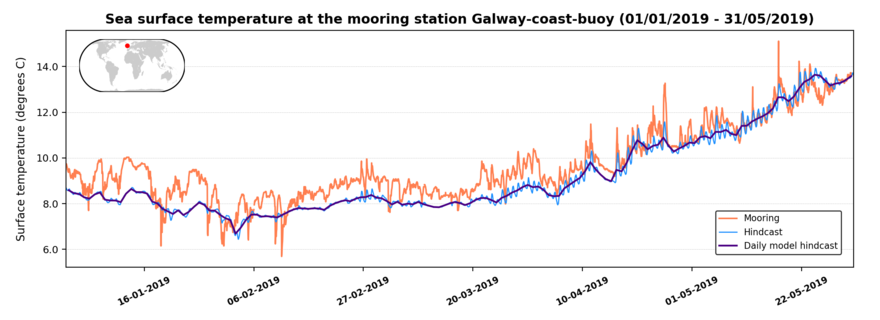 Sea surface temperature at the mooring station Galway-coast-buoy (01/01/2019 - 31/05/2019)
Surface temperature (degrees C)
14.0
12.0
10.0
8.0
6.0
Mooring
Hindcast
Daily model hindcast
16-01-2019
06-02-2019
27-02-2019
20-03-2019
10-04-2019
01-05-2019
22-05-2019